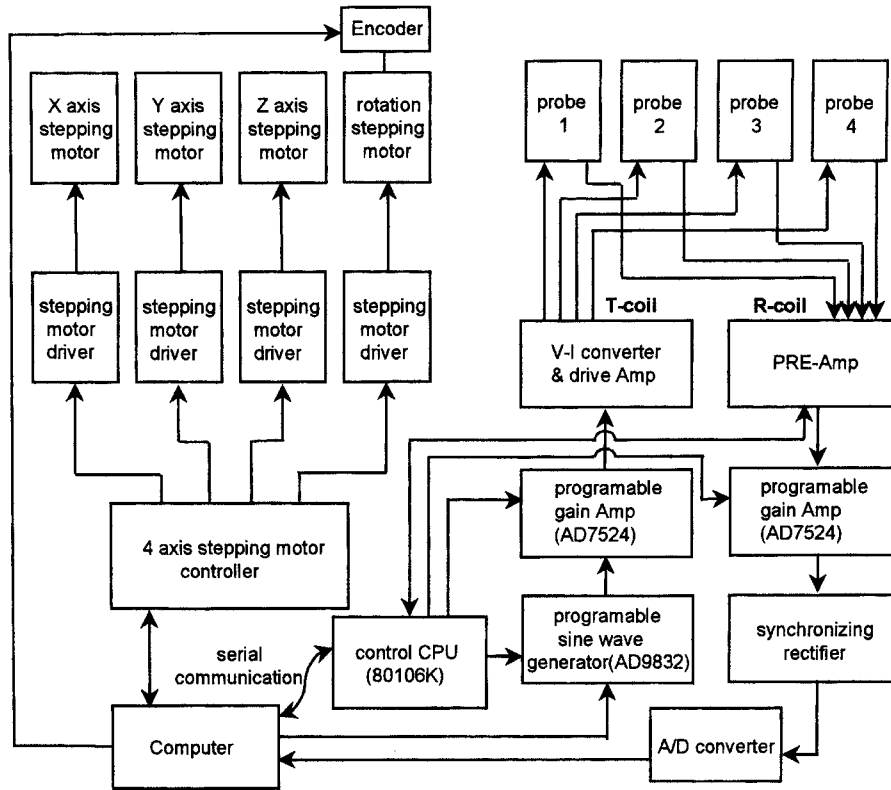 Encoder
X axis
stepping
motor
Y axis
stepping
motor
Z axis
stepping
motor
rotation
stepping
motor
probe
1
probe
2
probe
3
probe
4
stepping
motor
driver
stepping
motor
driver
stepping
motor
driver
stepping
motor
driver
T-coil
R-coil
V-I converter
& drive Amp
PRE-Amp
4 axis stepping motor
controller
programable
gain Amp
(AD7524)
programable
gain Amp
(AD7524)
serial
communication
control CPU
(80106K)
programable
sine wave
generator(AD9832)
synchronizing
rectifier
Computer
A/D converter